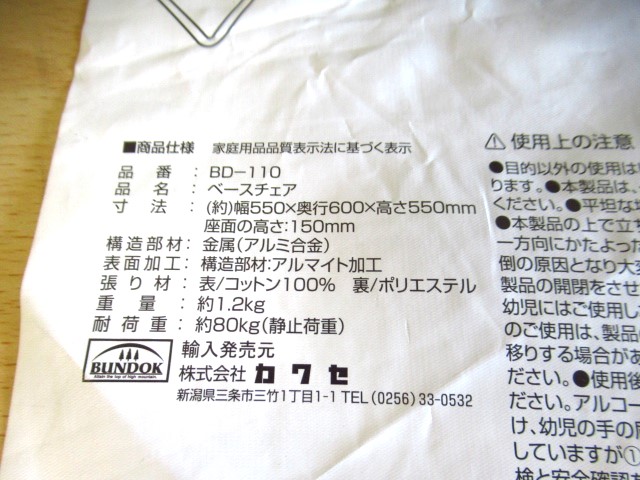 ■商品仕様 家庭用品品質表示法に基づく表示
品番：BD-110
品名：ベースチェア
寸法：(約)幅550×奥行600×高さ550mm
座面の高さ:150mm
構造部材：金属(アルミ合金)
表面加工：構造部材:アルマイト加工
張り材：表/コットン100% 裏/ポリエステル
重量：約1.2kg
耐荷重：約80kg(静止荷重)
BUNDOK
輸入発売元
株式会社 カワセ
新潟県三条市三竹1丁目1-1 TEL(0256)33-0532
⚠使用上の注意
●目的以外の使用は
ります。●本製品は、
ください。●平坦な場
●本製品の上で立ち
一方向にかたよった
倒の原因となり大変
製品の開閉をさせ
幼児にはご使用し
のご使用は、製品
移りする場合があ
ださい。●使用後
ださい。アルコー
け、幼児の手の届
していますが①
検と安全確認を